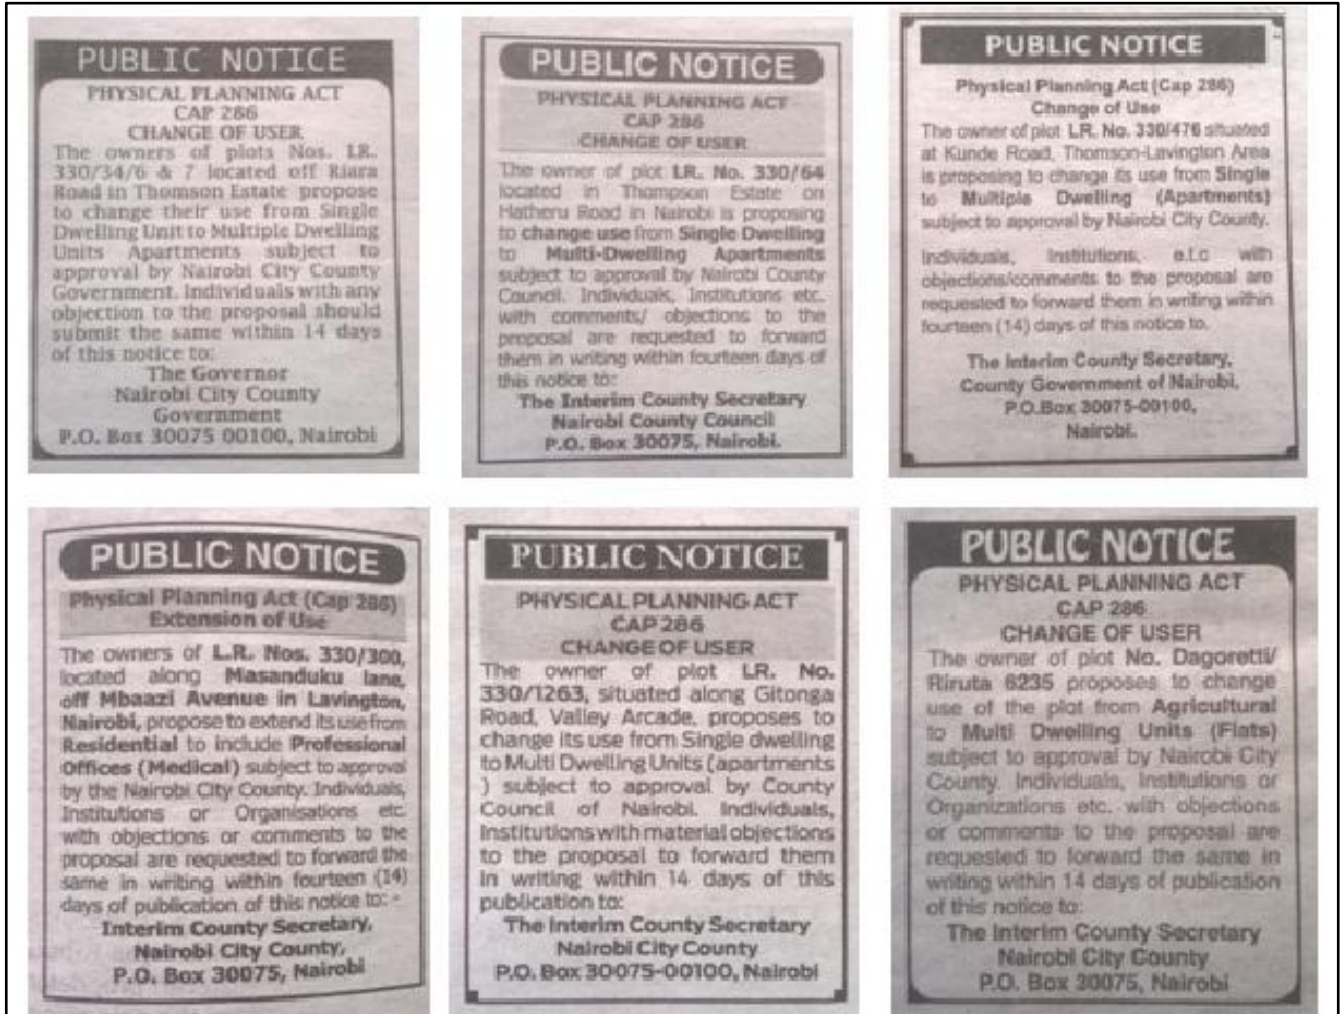 PUBLIC NOTICE
PHYSICAL PLANNING ACT
CAP 286
CHANGE OF USER
The owners of plots Nos. LR.
330/34/6 & 7 located off Riara
Road in Thomson Estate propose
to change their use from Single
Dwelling Unit to Multiple Dwelling
Units Apartments subject to
approval by Nairobi City County
Government. Individuals with any
objection to the proposal should
submit the same within 14 days
of this notice to:
The Governor
Nairobi City County
Government
P.O. Box 30075 00100, Nairobi
PUBLIC NOTICE
PHYSICAL PLANNING ACT
CAP 286
CHANGE OF USER
The owner of plot LR. No. 330/64
located in Thompson Estate on
Hatheru Road in Nairobi is proposing
to change use from Single Dwelling
to Multi-Dwelling Apartments
subject to approval by Nairobi County
Council. Individuals, Institutions etc.
with comments/ objections to the
proposal are requested to forward
them in writing within fourteen days of
this notice to:
The Interim County Secretary
Nairobi County Council
P.O. Box 30075, Nairobi.
PUBLIC NOTICE
Physical Planning Act (Cap 286)
Change of Use
The owner of plot LR. No. 330/476 situated
at Kunde Road, Thomson-Lavington Area
is proposing to change its use from Single
to Multiple Dwelling (Apartments)
subject to approval by Nairobi City County.
Individuals, Institutions, e.t.c with
objections/comments to the proposal are
requested to forward them in writing within
fourteen (14) days of this notice to.
The Interim County Secretary,
County Government of Nairobi,
P.O.Box 30075-00100,
Nairobi.
PUBLIC NOTICE
Physical Planning Act (Cap 286)
Extension of Use
The owners of L.R. Nos. 330/300,
located along Masanduku lane,
off Mbaazi Avenue in Lavington,
Nairobi, propose to extend its use from
Residential to include Professional
Offices (Medical) subject to approval
by the Nairobi City County. Individuals,
Institutions or Organisations etc.
with objections or comments to the
proposal are requested to forward the
same in writing within fourteen (14)
days of publication of this notice to: -
Interim County Secretary,
Nairobi City County,
P.O. Box 30075, Nairobi
PUBLIC NOTICE
PHYSICAL PLANNING ACT
CAP 286
CHANGE OF USER
The owner of plot LR. No.
330/1263, situated along Gitonga
Road, Valley Arcade, proposes to
change its use from Single dwelling
to Multi Dwelling Units (apartments
) subject to approval by County
Council of Nairobi. Individuals,
Institutions with material objections
to the proposal to forward them
in writing within 14 days of this
publication to:
The Interim County Secretary
Nairobi City County
P.O. Box 30075-00100, Nairobi
PUBLIC NOTICE
PHYSICAL PLANNING ACT
CAP 286
CHANGE OF USER
The owner of plot No. Dagoretti/
Riruta 6235 proposes to change
use of the plot from Agricultural
to Multi Dwelling Units (Flats)
subject to approval by Nairobi City
County. Individuals, Institutions or
Organizations etc. with objections
or comments to the proposal are
requested to forward the same in
writing within 14 days of publication
of this notice to:
The Interim County Secretary
Nairobi City County
P.O. Box 30075, Nairobi